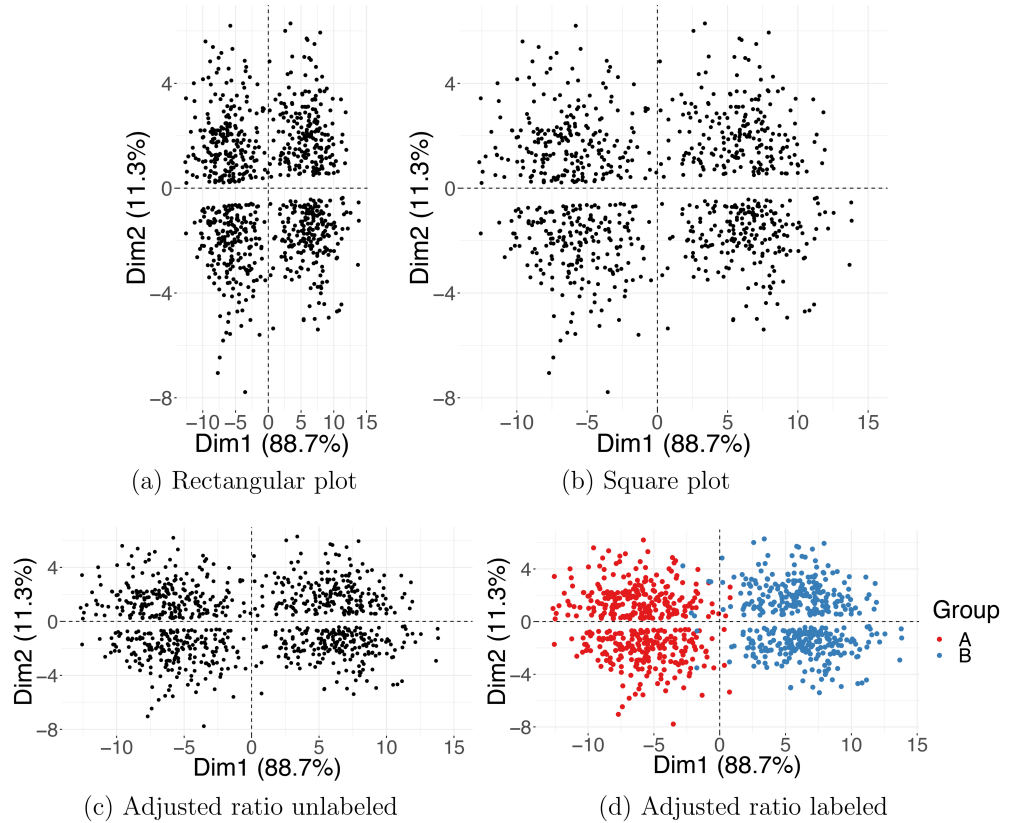 Dim2 (11.3%)
4
0
−4
−8
−10 −5 0 5 10 15
Dim1 (88.7%)
(a) Rectangular plot
Dim2 (11.3%)
4
0
−4
−8
−10 −5 0 5 10 15
Dim1 (88.7%)
(b) Square plot
Dim2 (11.3%)
4
0
−4
−8
−10 −5 0 5 10 15
Dim1 (88.7%)
(c) Adjusted ratio unlabeled
Dim2 (11.3%)
4
0
−4
−8
−10 −5 0 5 10 15
Dim1 (88.7%)
Group
A
B
(d) Adjusted ratio labeled